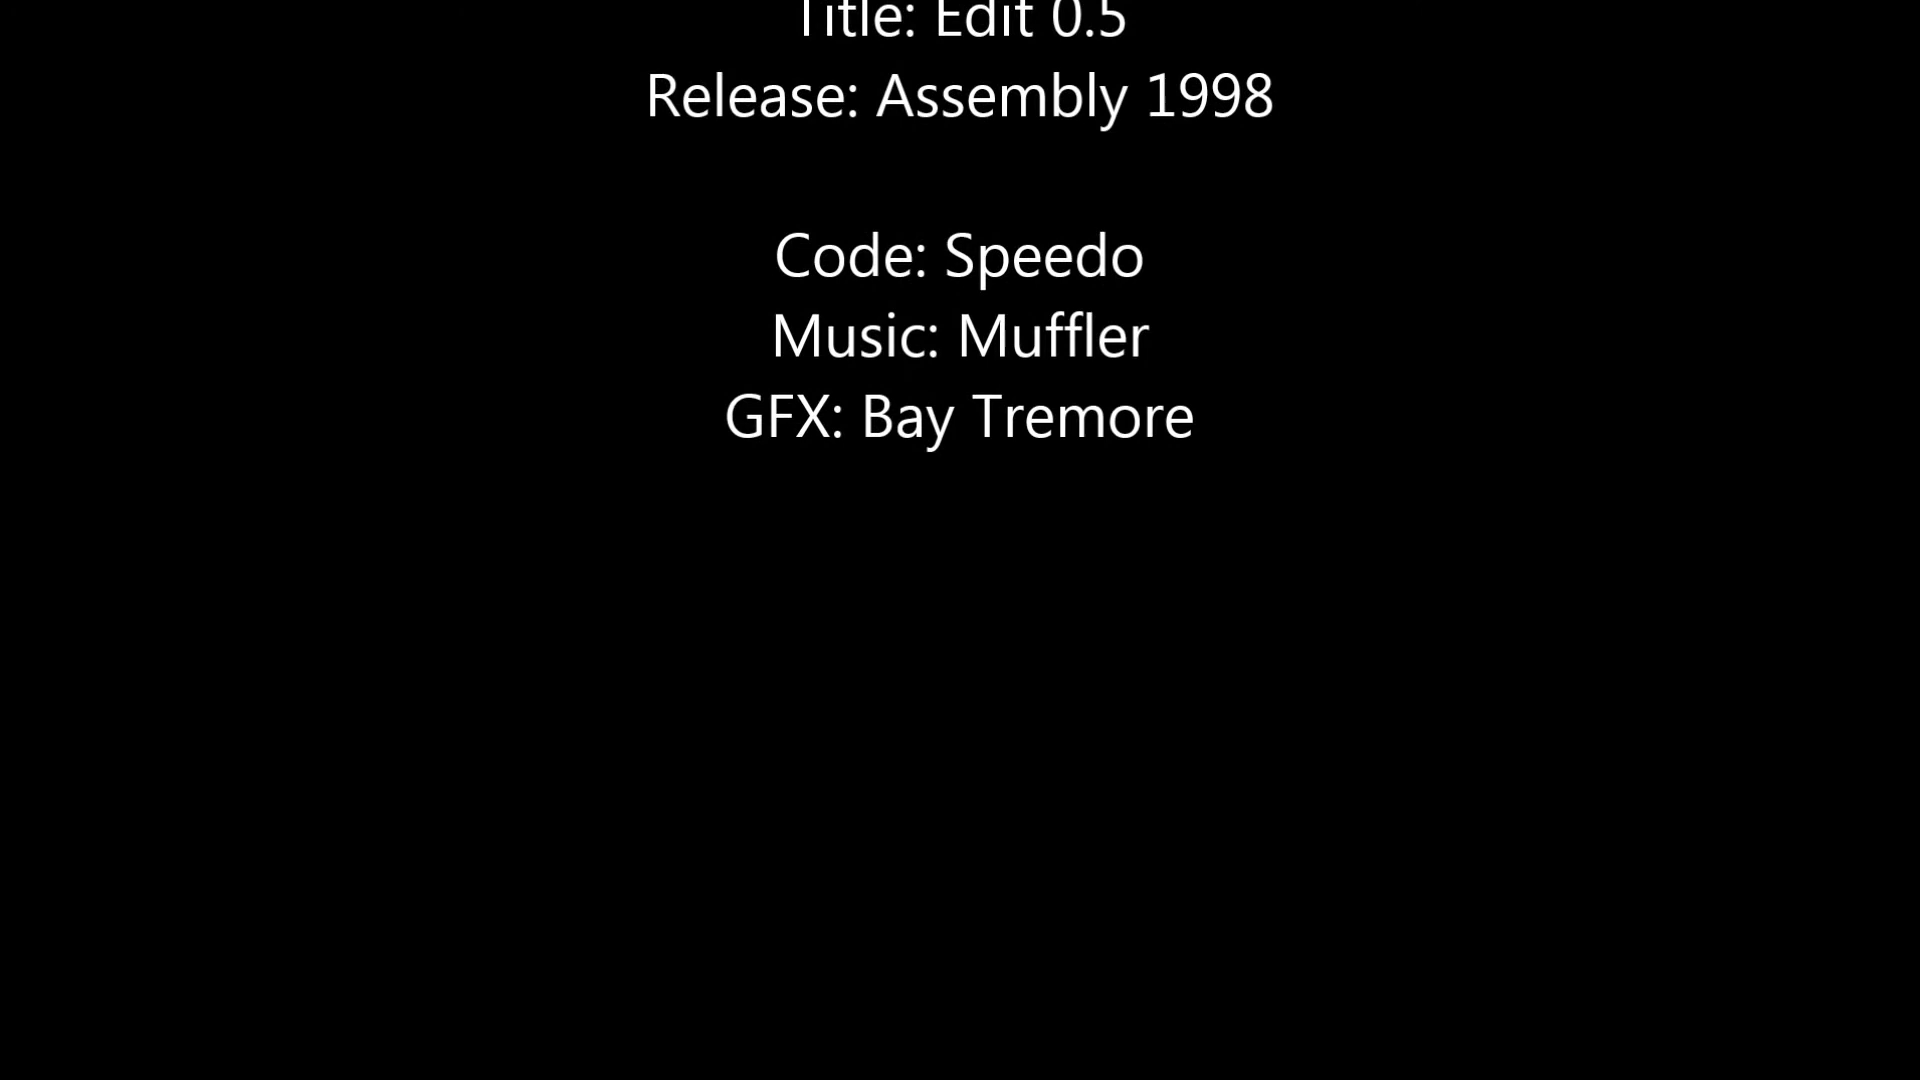 Title: Edit 0.5
Release: Assembly 1998
Code: Speedo
Music: Muffler
GFX: Bay Tremore